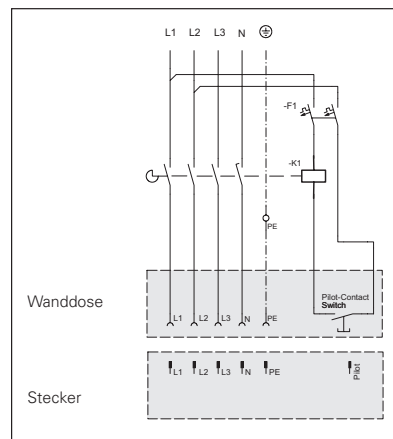 L1 L2 L3 N
-F1
-K1
PE
Wanddose
Pilot-Contact
Switch
L1 L2 L3 N PE
L1 L2 L3 N PE Pilot
Stecker